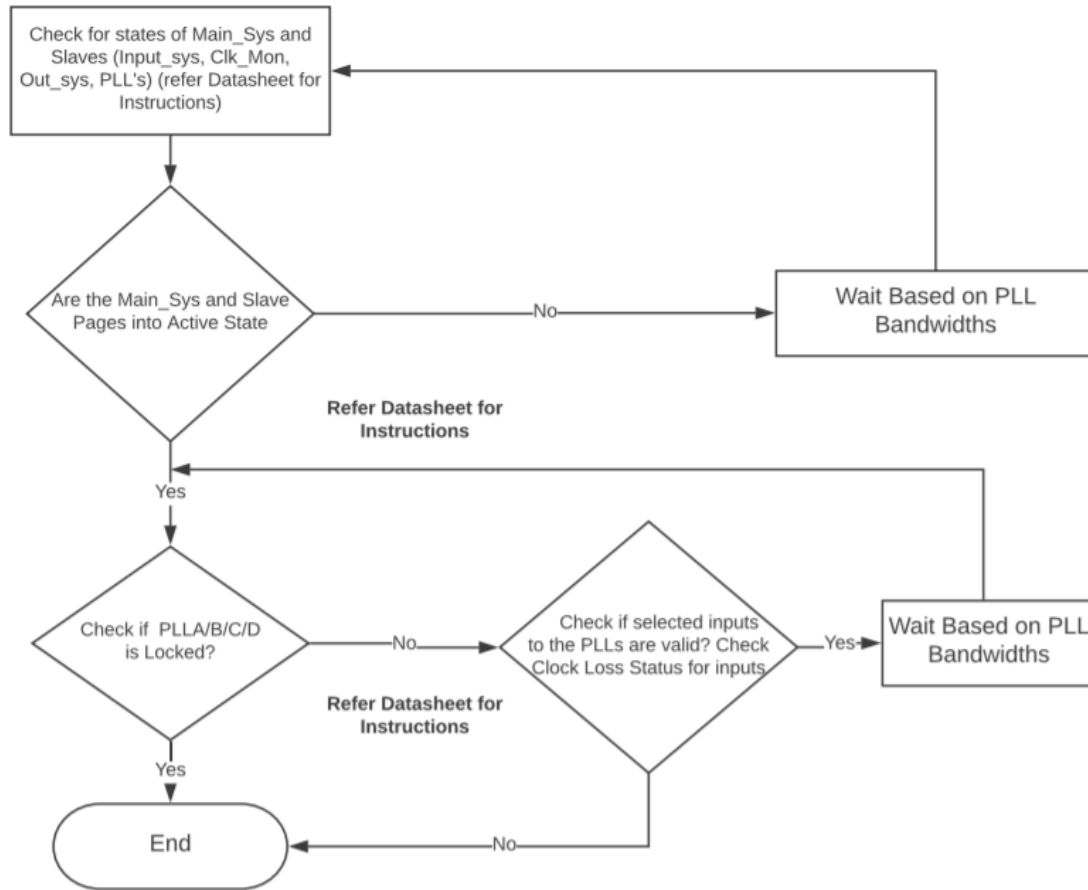 Check for states of Main_Sys and
Slaves (Input_sys, Clk_Mon,
Out_sys, PLL's) (refer Datasheet for
Instructions)
Are the Main_Sys and Slave
Pages into Active State
No
Wait Based on PLL
Bandwidths
Refer Datasheet for
Instructions
Yes
Check if PLLA/B/C/D
is Locked?
No
Check if selected inputs
to the PLLs are valid? Check
Clock Loss Status for inputs
Yes
Wait Based on PLL
Bandwidths
Refer Datasheet for
Instructions
Yes
End
No